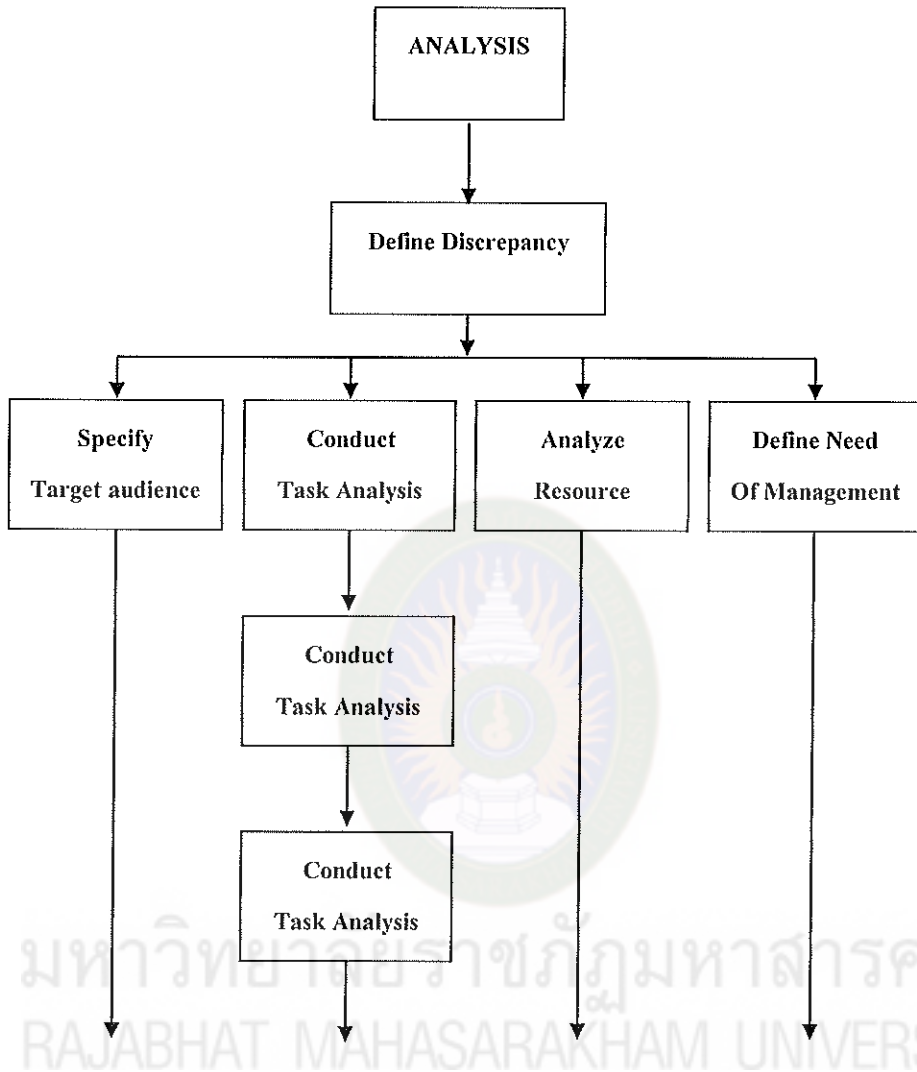 ANALYSIS
Define Discrepancy
Specify
Target audience
Conduct
Task Analysis
Analyze
Resource
Define Need
Of Management
Conduct
Task Analysis
Conduct
Task Analysis
มหาวิทยาลัยราชภัฏมหาสารค
RAJABHAT MAHASARAKHAM UNIVERS